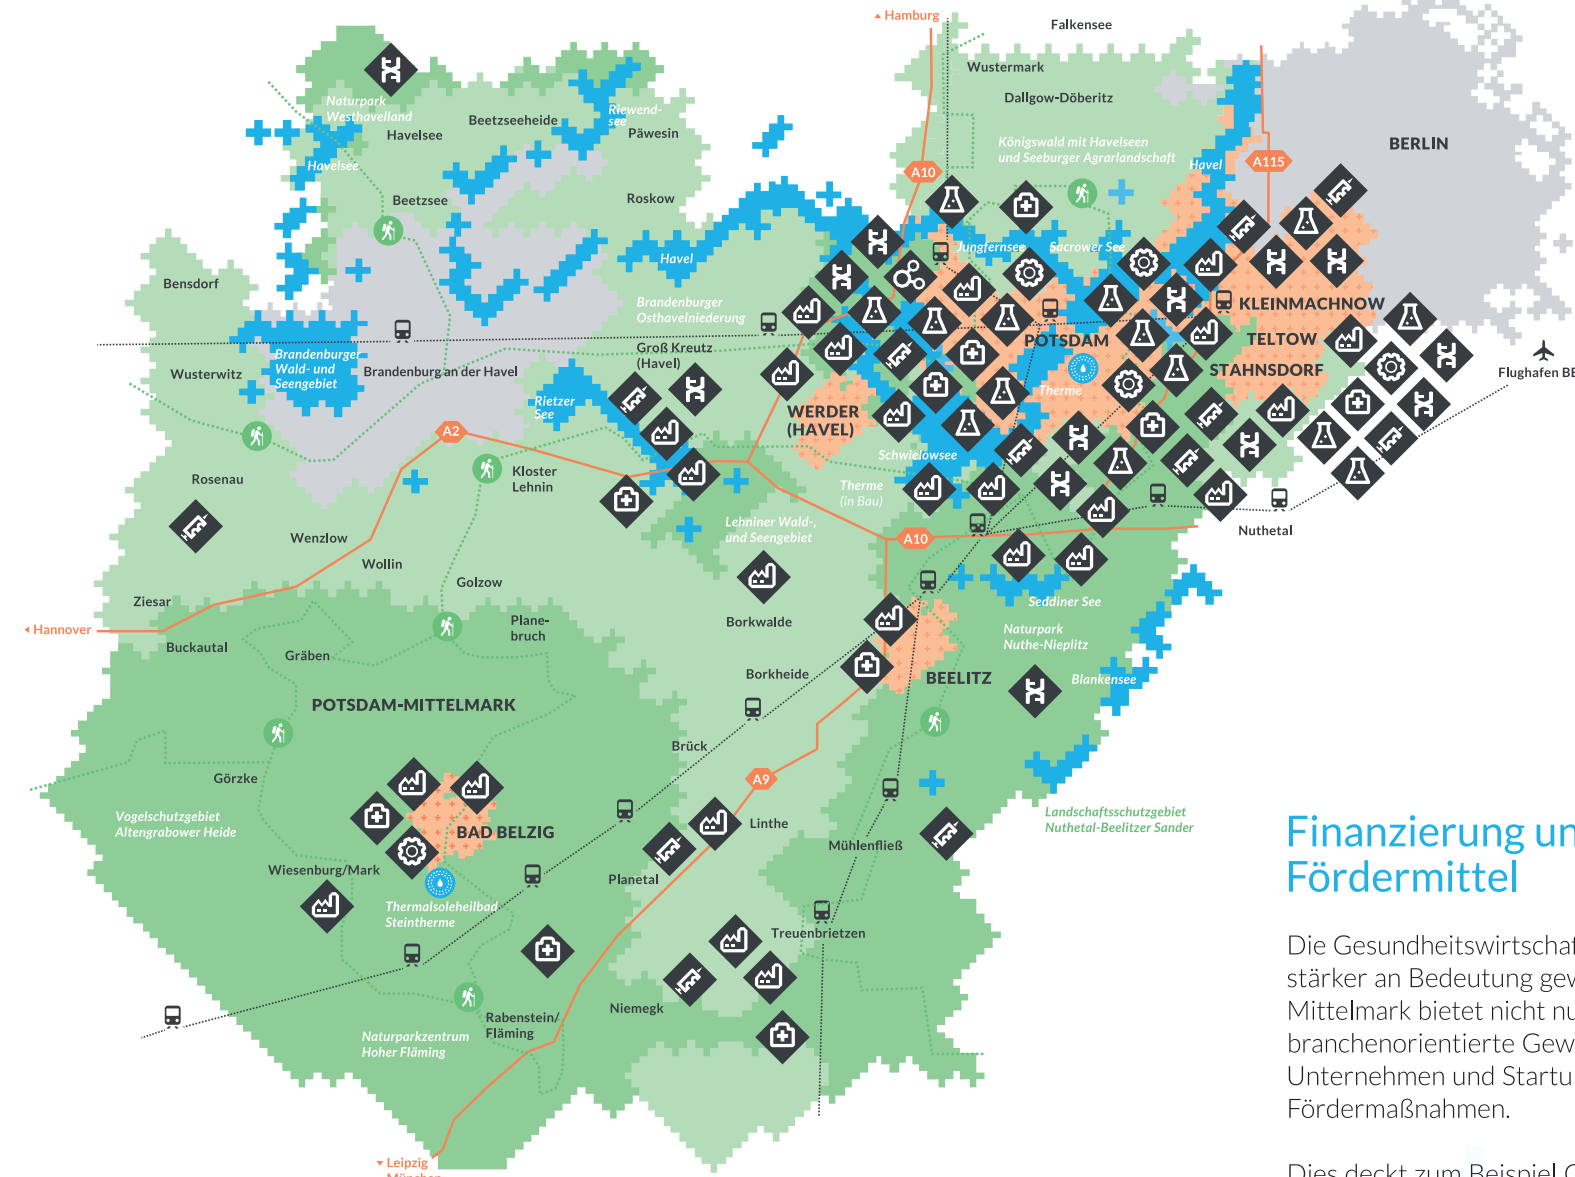 Hamburg
Falkensee
Wustermark
Dallgow-Döberitz
Naturpark
Westhavelland
Havelsee
Beetzseeheide
Riewend-
see
Päwesin
Königswald mit Havelseen
und Seeburger Agrarlandschaft
Havel
A115
BERLIN
Havelsee
A10
Beetzsee
Roskow
Jungfernsee
Sacrower See
Havel
Bensdorf
Brandenburger
Osthavelniederung
KLEINMACHNOW
Brandenburger
Wald- und
Seengebiet
Groß Kreutz
(Havel)
POTSDAM
TELTOW
Wusterwitz
Brandenburg an der Havel
STAHNSDORF
Flughafen BE
Therme
Rietzer
See
WERDER
(HAVEL)
A2
Schwielowsee
Kloster
Lehnin
Rosenau
Therme
(in Bau)
Lehniner Wald-,
und Seengebiet
Nuthetal
A10
Wenzlow
Wollin
Golzow
Ziesar
Seddiner See
Hannover
Plane-
bruch
Borkwalde
Naturpark
Nuthe-Nieplitz
Buckautal
Gräben
Borkheide
BEELITZ
Blankensee
POTSDAM-MITTELMARK
Brück
Görzke
A9
Vogelschutzgebiet
Altengrabower Heide
Landschaftsschutzgebiet
Nuthetal-Beelitzer Sander
BAD BELZIG
Linthe
Mühlenfließ
Wiesenburg/Mark
Planetal
Thermalsoleheilbad
Steintherme
Treuenbrietzen
Niemegk
Rabenstein/
Fläming
Naturparkzentrum
Hoher Fläming
Leipzig
München
Finanzierung un
Fördermittel
Die Gesundheitswirtschaf
stärker an Bedeutung gew
Mittelmark bietet nicht nu
branchenorientierte Gew
Unternehmen und Startu
Fördermaßnahmen.
Dies deckt zum Beispiel G